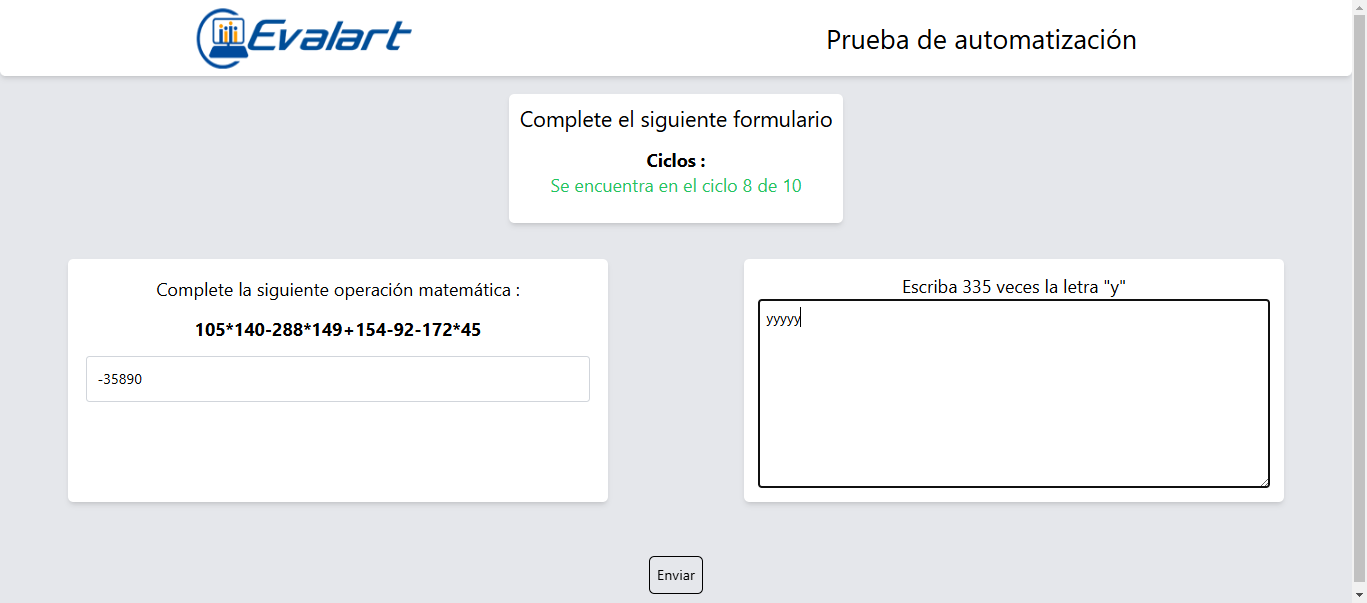 Evalart
Prueba de automatización
Complete el siguiente formulario
Ciclos :
Se encuentra en el ciclo 8 de 10
Complete la siguiente operación matemática :
105*140-288*149+154-92-172*45
-35890
Escriba 335 veces la letra "y"
yyyyy
Enviar